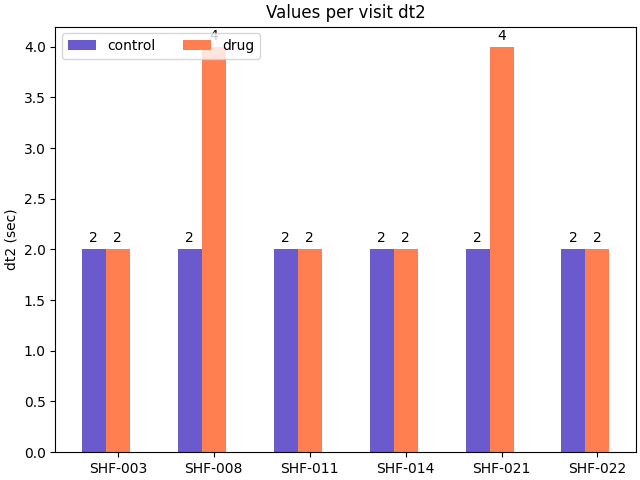 Values per visit dt2
control drug
4 4
2 2 2 2 2 2 2 2 2 2
dt2 (sec)
4.0
3.5
3.0
2.5
2.0
1.5
1.0
0.5
0.0
SHF-003 SHF-008 SHF-011 SHF-014 SHF-021 SHF-022